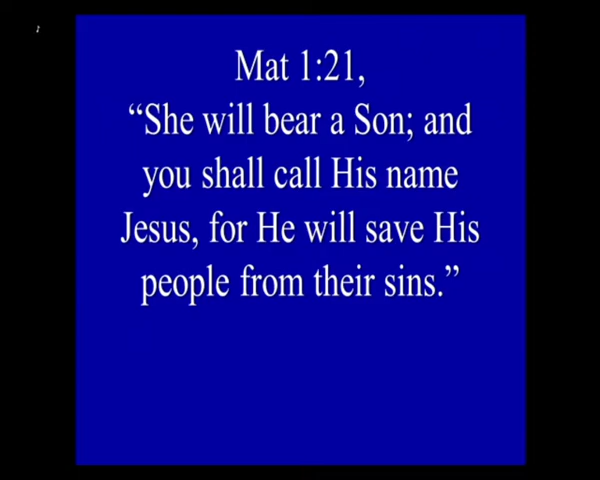 Mat 1:21,
“She will bear a Son; and
you shall call His name
Jesus, for He will save His
people from their sins.”